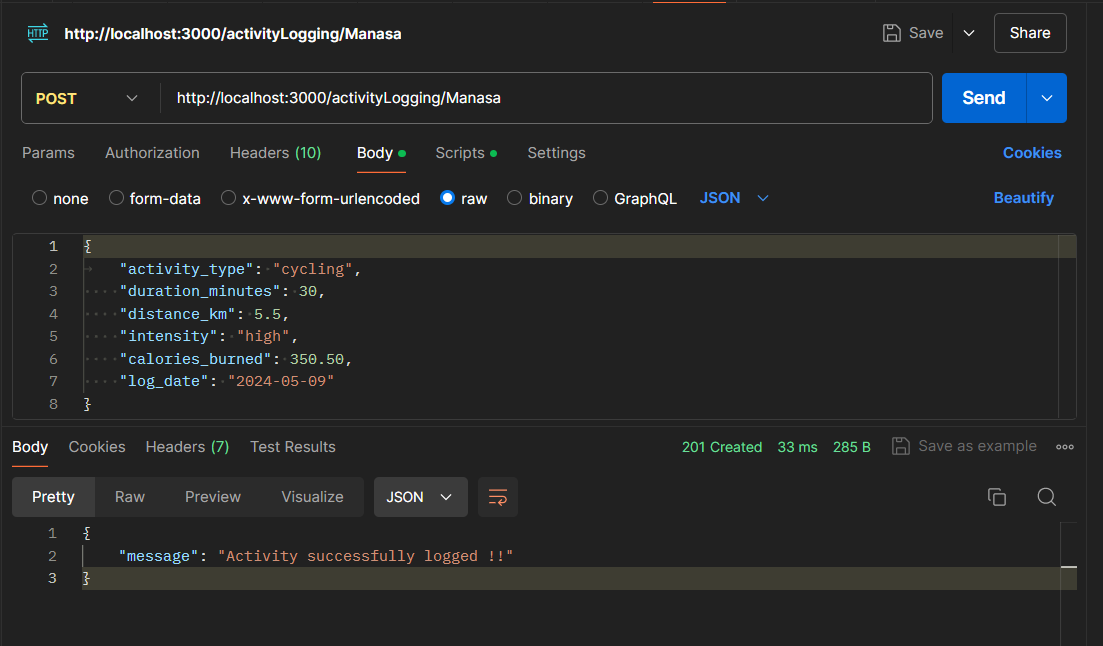 HTTP http://localhost:3000/activityLogging/Manasa Save Share
POST http://localhost:3000/activityLogging/Manasa Send
Params Authorization Headers (10) Body Scripts Settings Cookies
none form-data x-www-form-urlencoded raw binary GraphQL JSON Beautify
1 {
2 "activity_type": "cycling",
3 "duration_minutes": 30,
4 "distance_km": 5.5,
5 "intensity": "high",
6 "calories_burned": 350.50,
7 "log_date": "2024-05-09"
8 }
Body Cookies Headers (7) Test Results 201 Created 33 ms 285 B Save as example
Pretty Raw Preview Visualize JSON
1 {
2 "message": "Activity successfully logged !!"
3 }